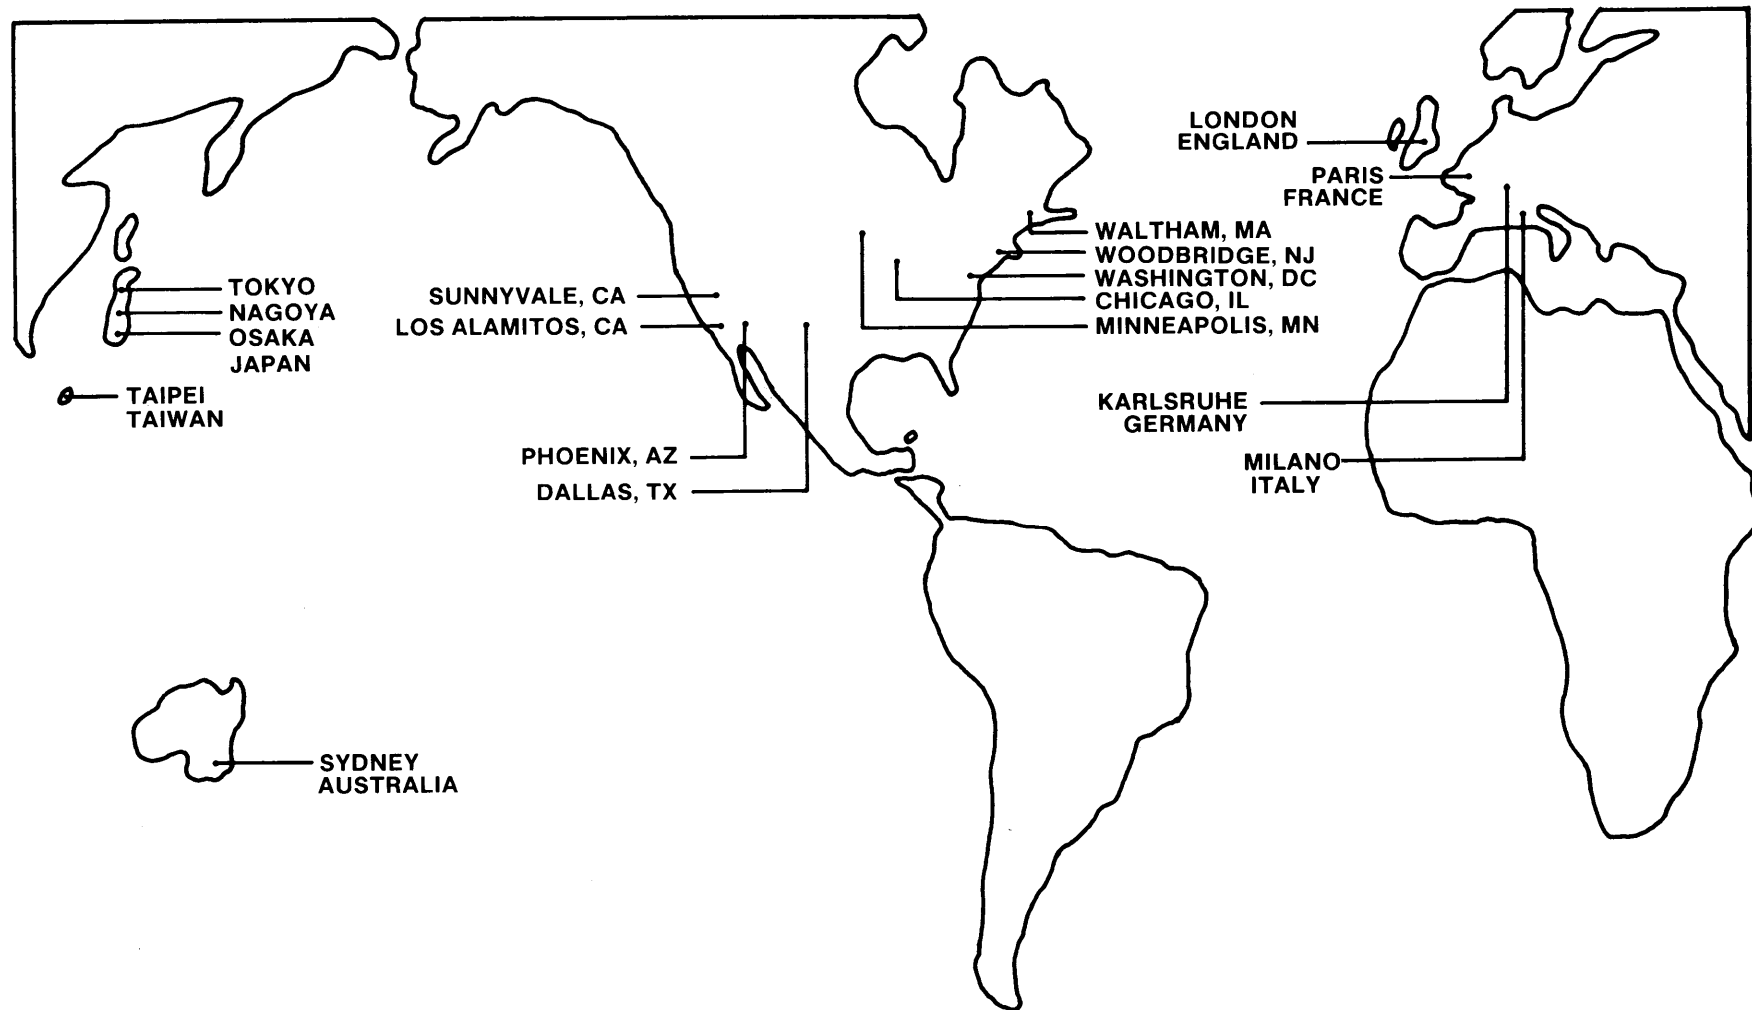 LONDON
ENGLAND
PARIS
FRANCE
WALTHAM, MA
WOODBRIDGE, NJ
WASHINGTON, DC
CHICAGO, IL
MINNEAPOLIS, MN
TOKYO
NAGOYA
OSAKA
JAPAN
SUNNYVALE, CA
LOS ALAMITOS, CA
TAIPEI
TAIWAN
KARLSRUHE
GERMANY
PHOENIX, AZ
DALLAS, TX
MILANO
ITALY
SYDNEY
AUSTRALIA